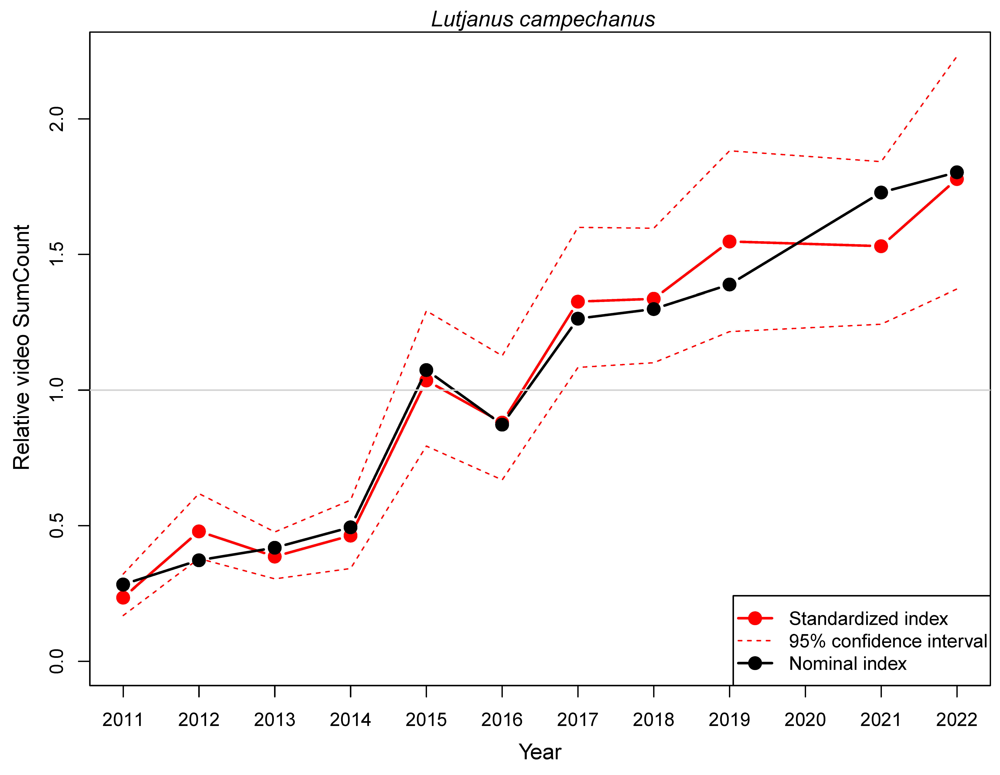 Lutjanus campechanus
Relative video SumCount
2.0
1.5
1.0
0.5
0.0
Standardized index
95% confidence interval
Nominal index
2011 2012 2013 2014 2015 2016 2017 2018 2019 2020 2021 2022
Year